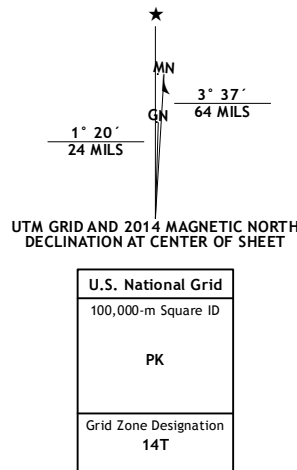 MN
3° 37´
64 MILS
GN
1° 20´
24 MILS
UTM GRID AND 2014 MAGNETIC NORTH
DECLINATION AT CENTER OF SHEET
U.S. National Grid
100,000-m Square ID
PK
Grid Zone Designation
14T